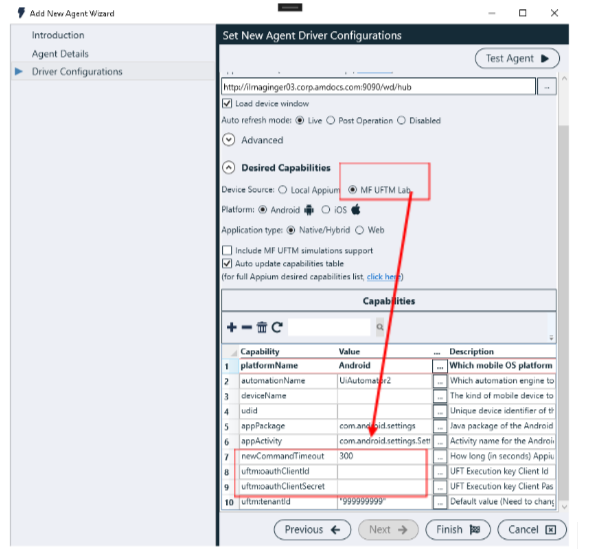 Add New Agent Wizard
Introduction
Agent Details
Driver Configurations
Set New Agent Driver Configurations
Test Agent
http://ilmaginger03.corp.amdocs.com:9090/wd/hub
...
Load device window
Auto refresh mode: Live Post Operation Disabled
Advanced
Desired Capabilities
Device Source: Local Appium MF UFTM Lab
Platform: Android iOS
Application type: Native/Hybrid Web
Include MF UFTM simulations support
Auto update capabilities table
(for full Appium desired capabilities list, click here)
Capabilities
Capability Value ... Description
1 platformName Android ... Which mobile OS platform
2 automationName UiAutomator2 ... Which automation engine to
3 deviceName ... The kind of mobile device to
4 udid ... Unique device identifier of th
5 appPackage com.android.settings ... Java package of the Android
6 appActivity com.android.settings.Sett ... Activity name for the Androi
7 newCommandTimeout 300 ... How long (in seconds) Appiu
8 uftm:oauthClientId ... UFT Execution key Client Id
9 uftm:oauthClientSecret ... UFT Execution key Client Pas
10 uftm:tenantId "999999999" ... Default value (Need to chang
Previous Next Finish Cancel